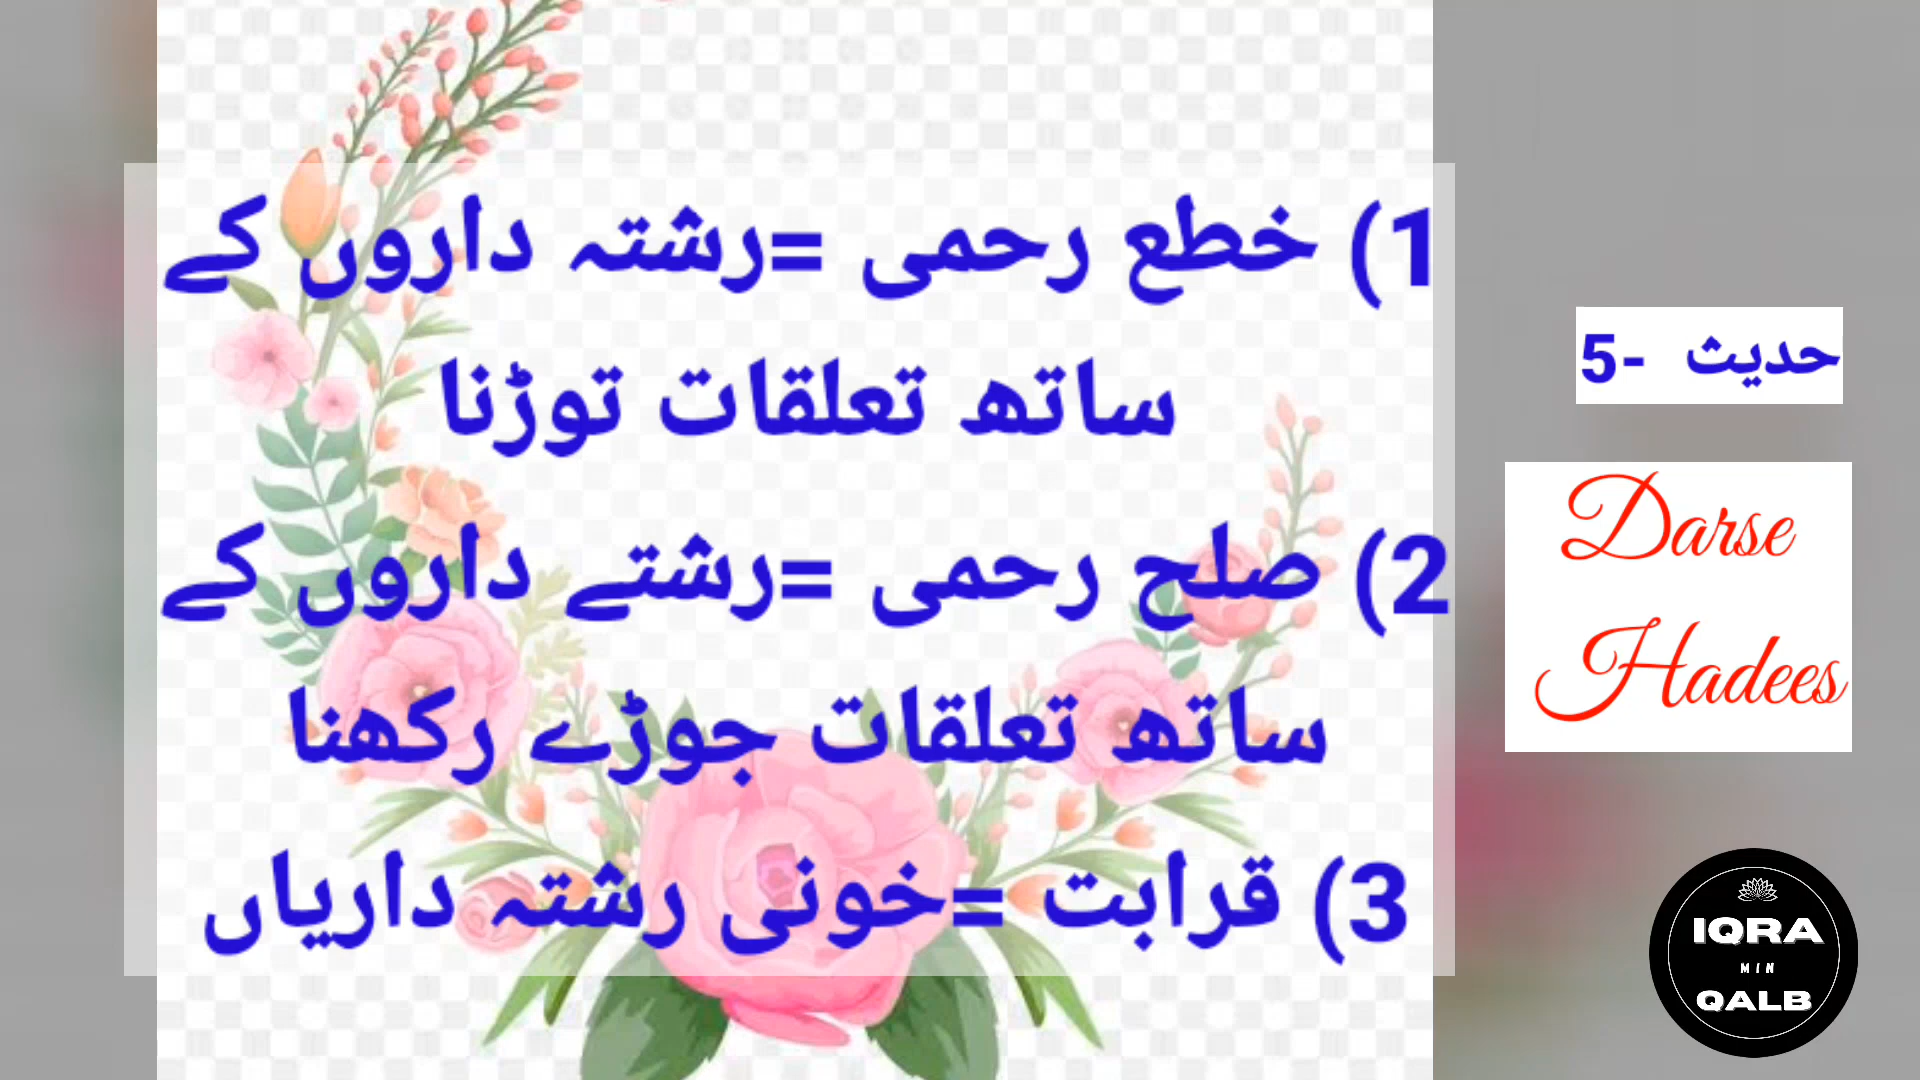 1) خطع رحمی =رشتہ داروں کے
ساتھ تعلقات توڑنا
2) صلح رحمی =رشتے داروں کے
ساتھ تعلقات جوڑے رکھنا
3) قرابت =خونی رشتہ داریاں
حدیث -5
Darse
Hadees
IQRA
MIN
QALB